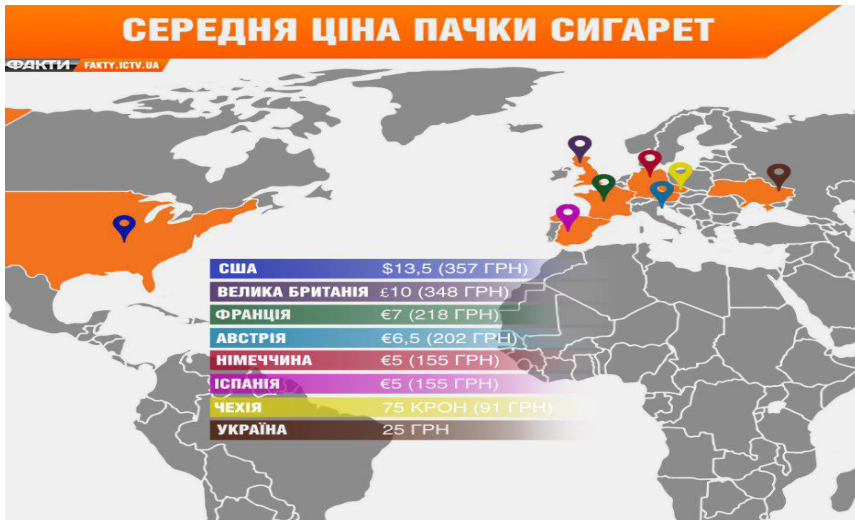 СЕРЕДНЯ ЦІНА ПАЧКИ СИГАРЕТ
ФАКТИ FAKTY.ICTV.UA
США $13,5 (357 ГРН)
ВЕЛИКА БРИТАНІЯ £10 (348 ГРН)
ФРАНЦІЯ €7 (218 ГРН)
АВСТРІЯ €6,5 (202 ГРН)
НІМЕЧЧИНА €5 (155 ГРН)
ІСПАНІЯ €5 (155 ГРН)
ЧЕХІЯ 75 КРОН (91 ГРН)
УКРАЇНА 25 ГРН